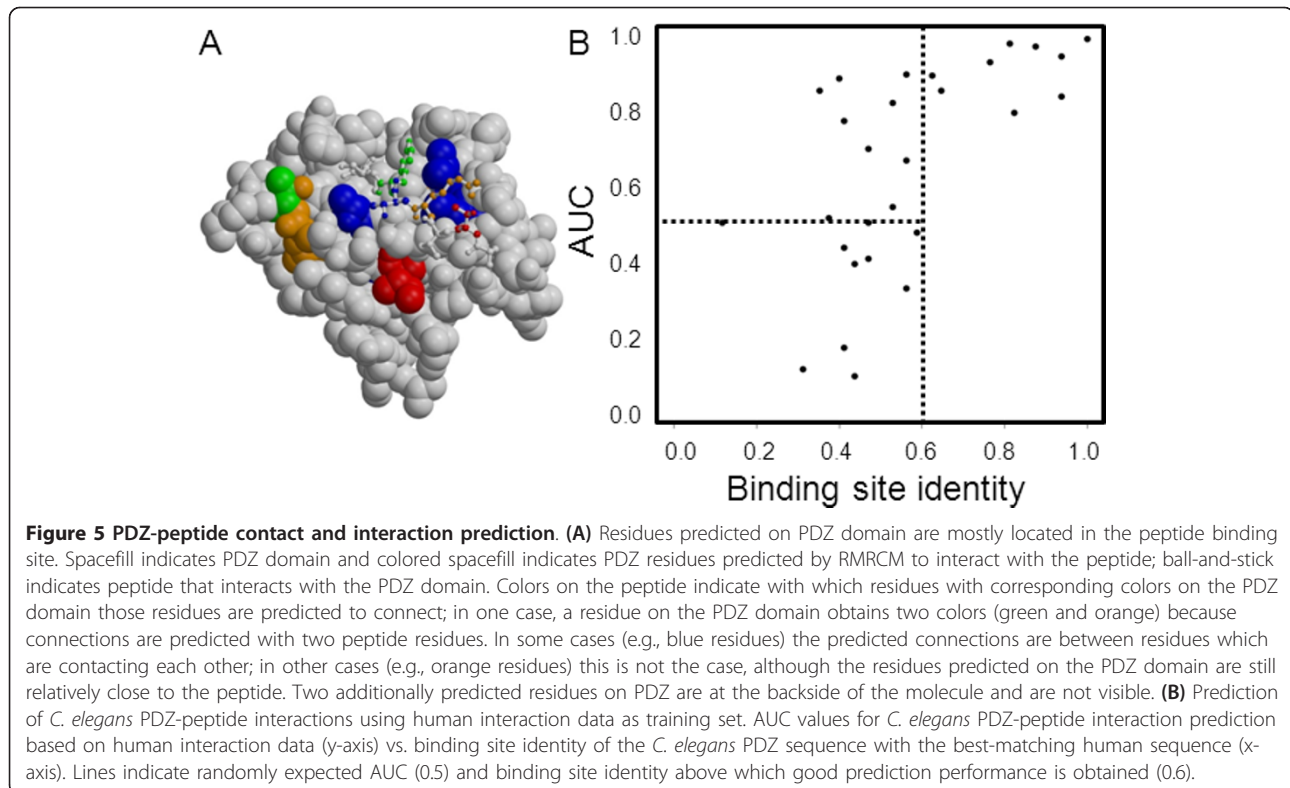 A
B
1.0
0.8
0.6
0.4
0.2
0.0
AUC
0.0 0.2 0.4 0.6 0.8 1.0
Binding site identity
Figure 5 PDZ-peptide contact and interaction prediction. (A) Residues predicted on PDZ domain are mostly located in the peptide binding
site. Spacefill indicates PDZ domain and colored spacefill indicates PDZ residues predicted by RMRCM to interact with the peptide; ball-and-stick
indicates peptide that interacts with the PDZ domain. Colors on the peptide indicate with which residues with corresponding colors on the PDZ
domain those residues are predicted to connect; in one case, a residue on the PDZ domain obtains two colors (green and orange) because
connections are predicted with two peptide residues. In some cases (e.g., blue residues) the predicted connections are between residues which
are contacting each other; in other cases (e.g., orange residues) this is not the case, although the residues predicted on the PDZ domain are still
relatively close to the peptide. Two additionally predicted residues on PDZ are at the backside of the molecule and are not visible. (B) Prediction
of C. elegans PDZ-peptide interactions using human interaction data as training set. AUC values for C. elegans PDZ-peptide interaction prediction
based on human interaction data (y-axis) vs. binding site identity of the C. elegans PDZ sequence with the best-matching human sequence (x-
axis). Lines indicate randomly expected AUC (0.5) and binding site identity above which good prediction performance is obtained (0.6).